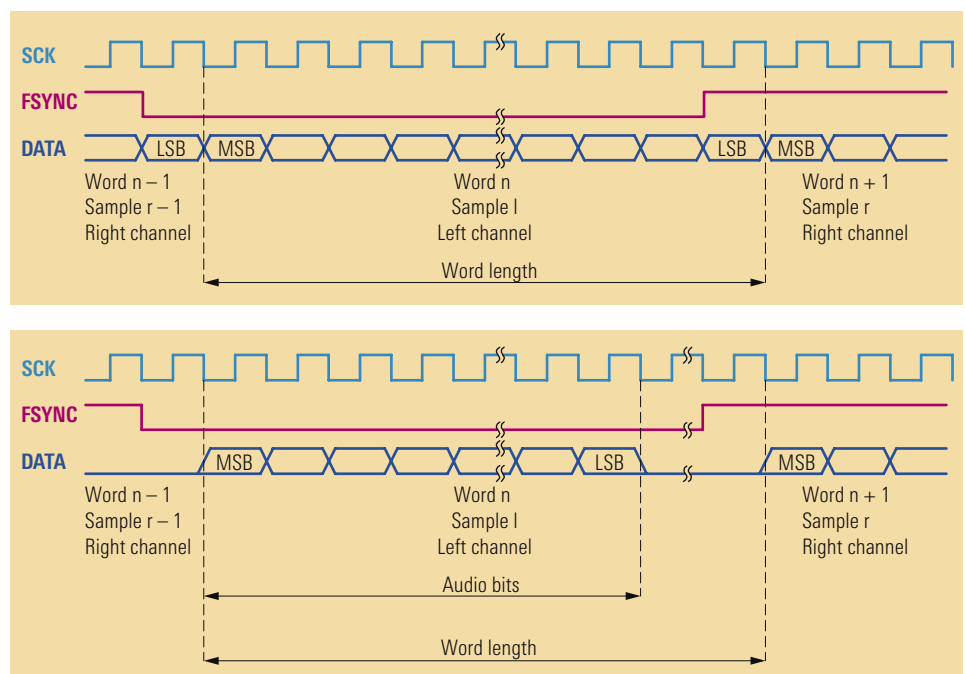 SCK
FSYNC
DATA LSB MSB LSB MSB
Word n – 1 Word n Word n + 1
Sample r – 1 Sample l Sample r
Right channel Left channel Right channel
Word length
SCK
FSYNC
DATA MSB LSB MSB
Word n – 1 Word n Word n + 1
Sample r – 1 Sample l Sample r
Right channel Left channel Right channel
Audio bits
Word length